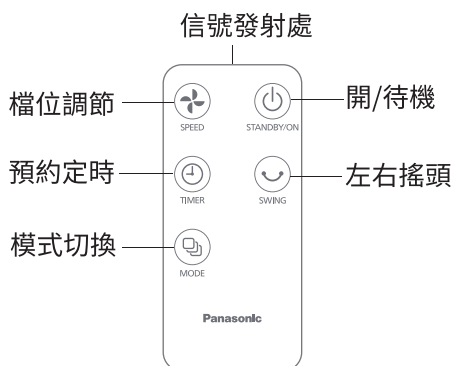 信號發射處
檔位調節
SPEED
開/待機
STANDBY/ON
預約定時
TIMER
左右搖頭
SWING
模式切換
MODE
Panasonic